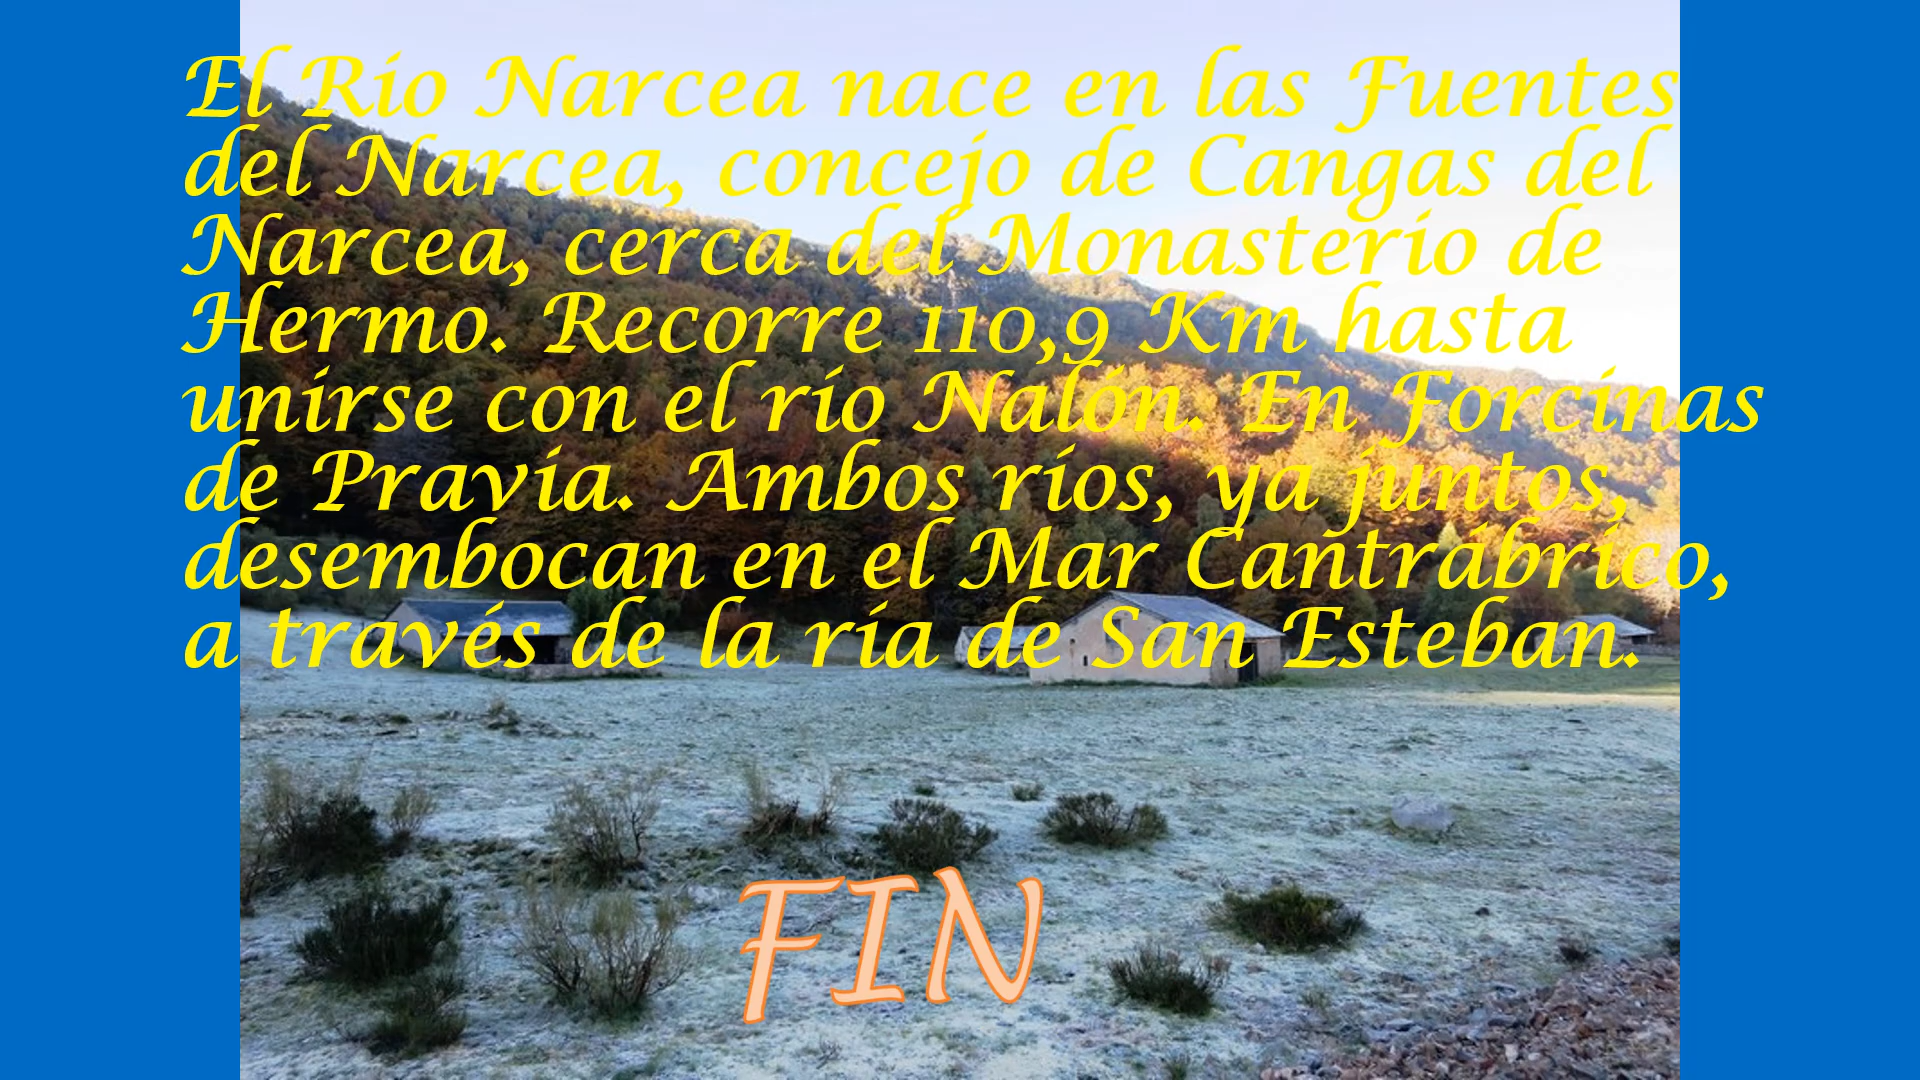 El Río Narcea nace en las Fuentes
del Narcea, concejo de Cangas del
Narcea, cerca del Monasterio de
Hermo. Recorre 110,9 Km hasta
unirse con el río Nalón. En Forcinas
de Pravia. Ambos ríos, ya juntos,
desembocan en el Mar Cantrábrico,
a través de la ría de San Esteban.
FIN